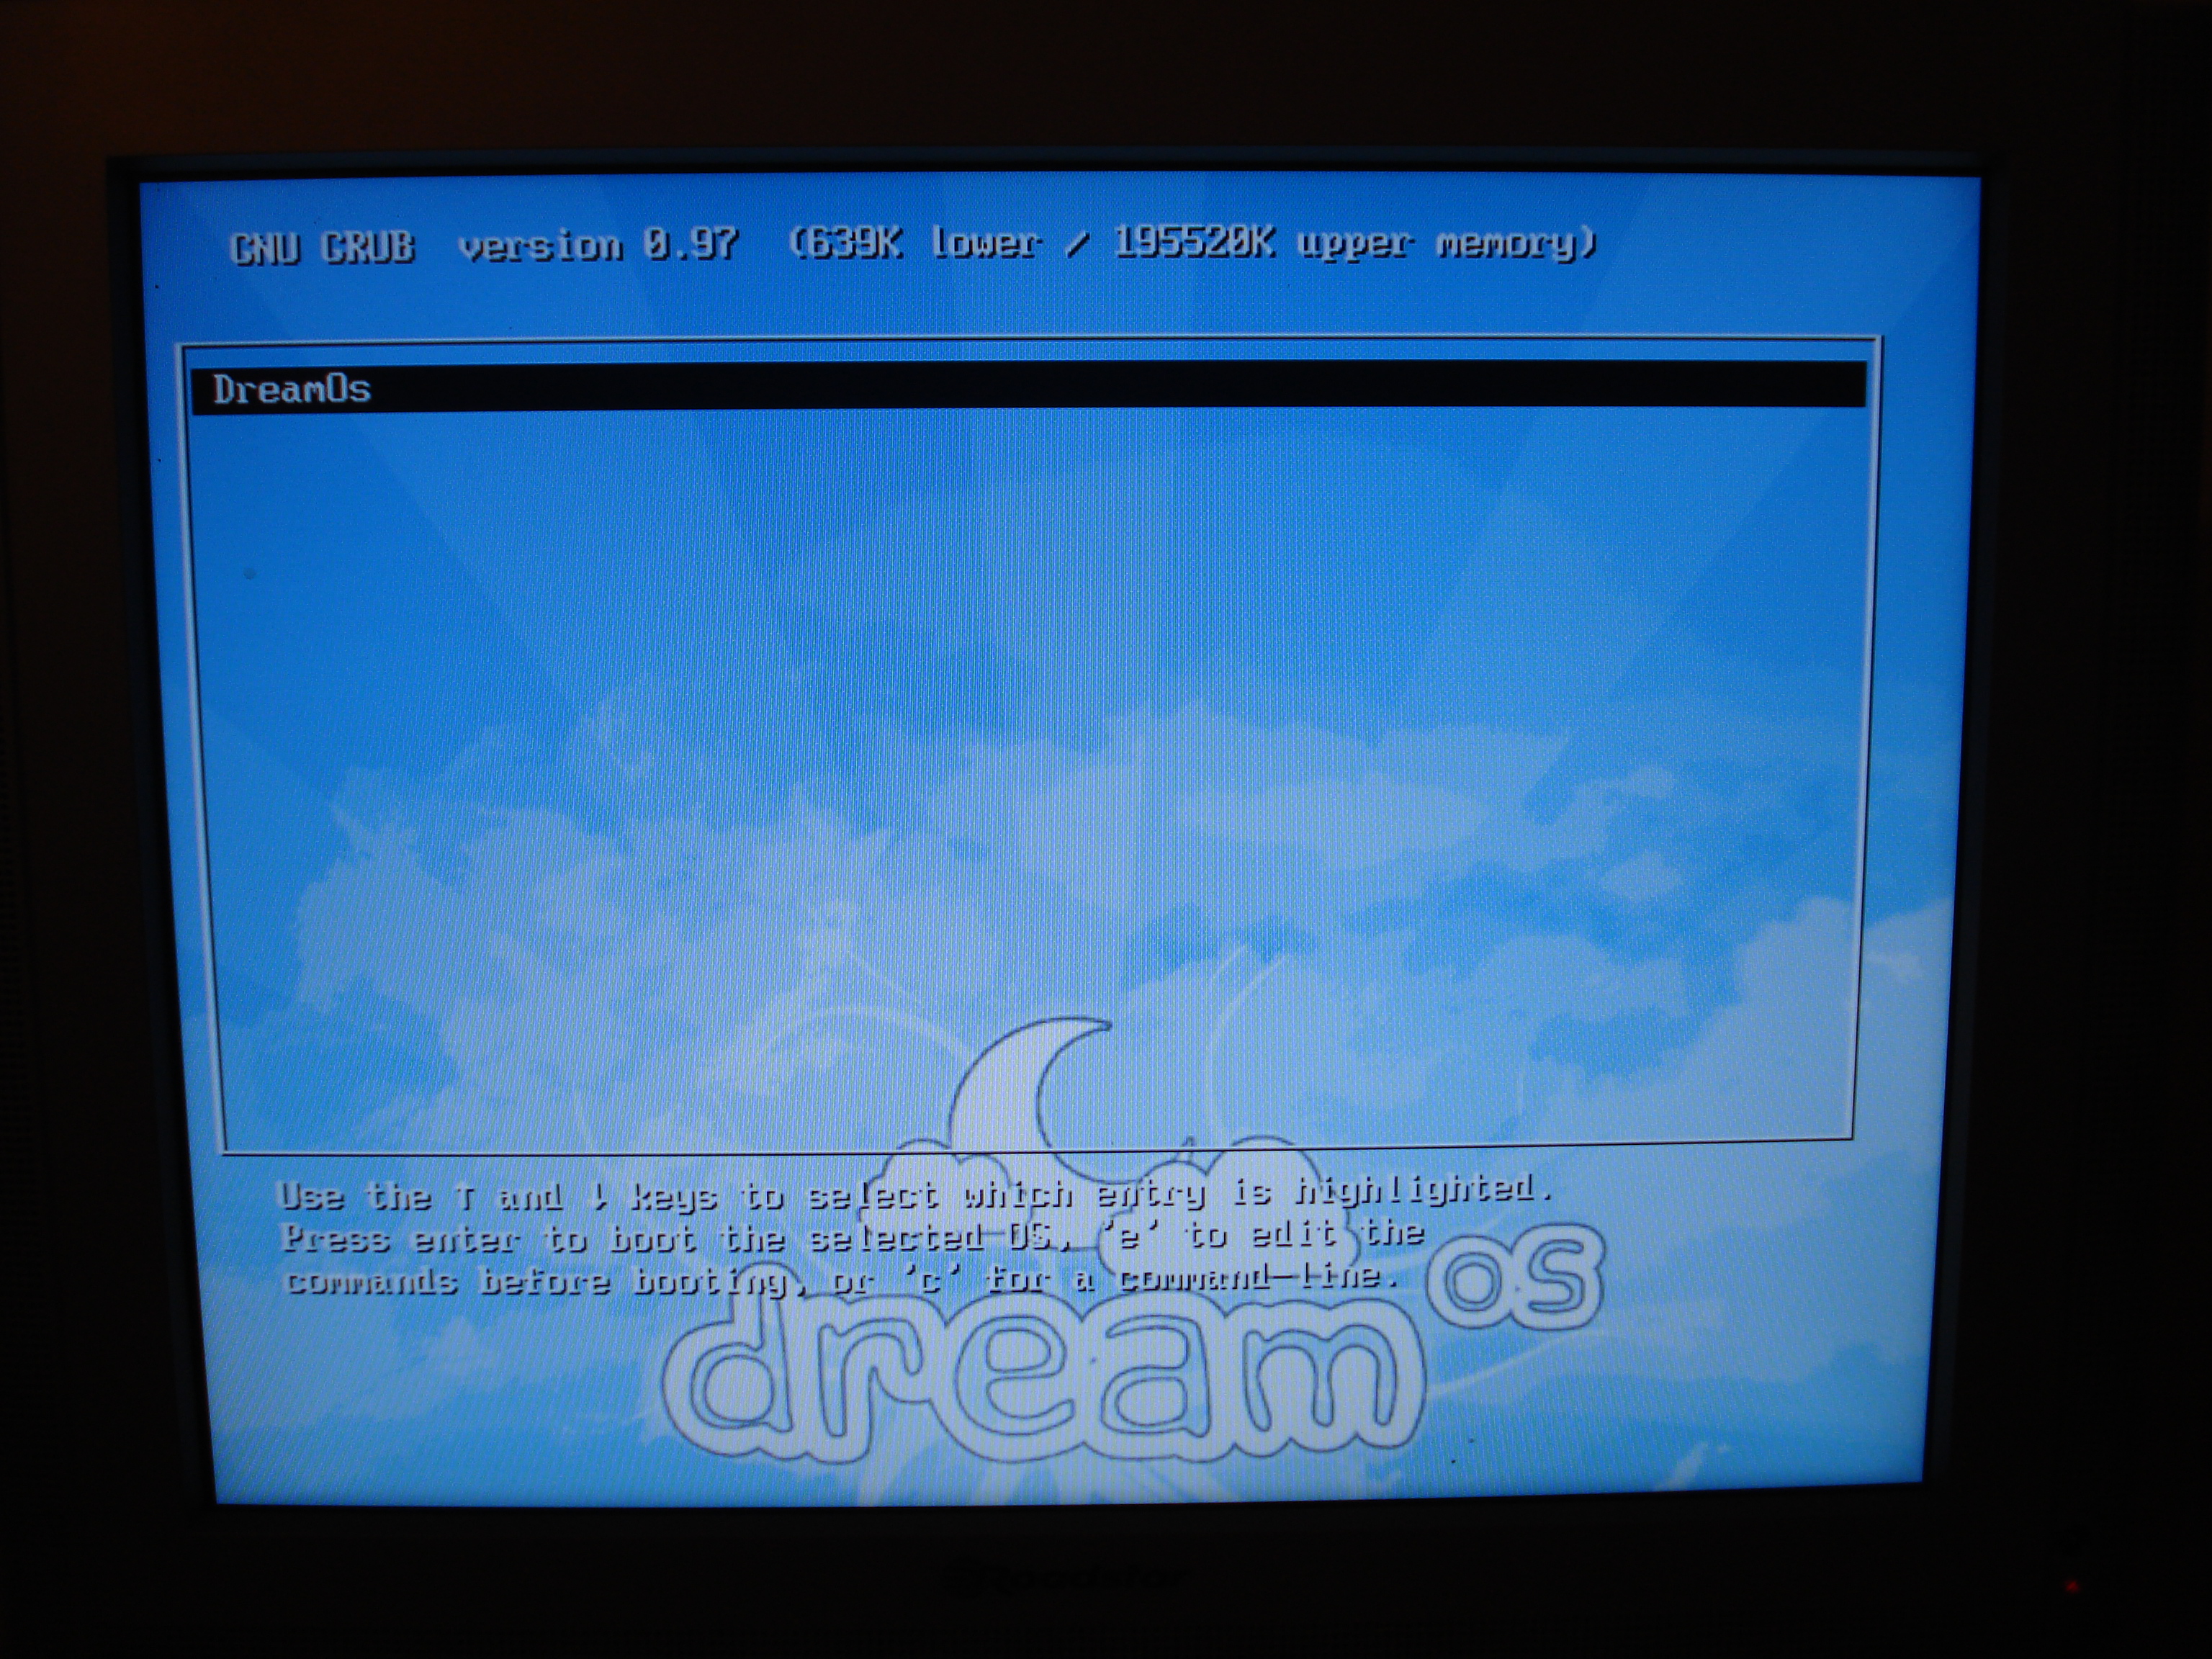 GNU GRUB  version 0.97  (639K lower / 195520K upper memory)
DreamOs
Use the ↑ and ↓ keys to select which entry is highlighted.
Press enter to boot the selected OS, 'e' to edit the
commands before booting, or 'c' for a command-line.
dream os
Roadstar